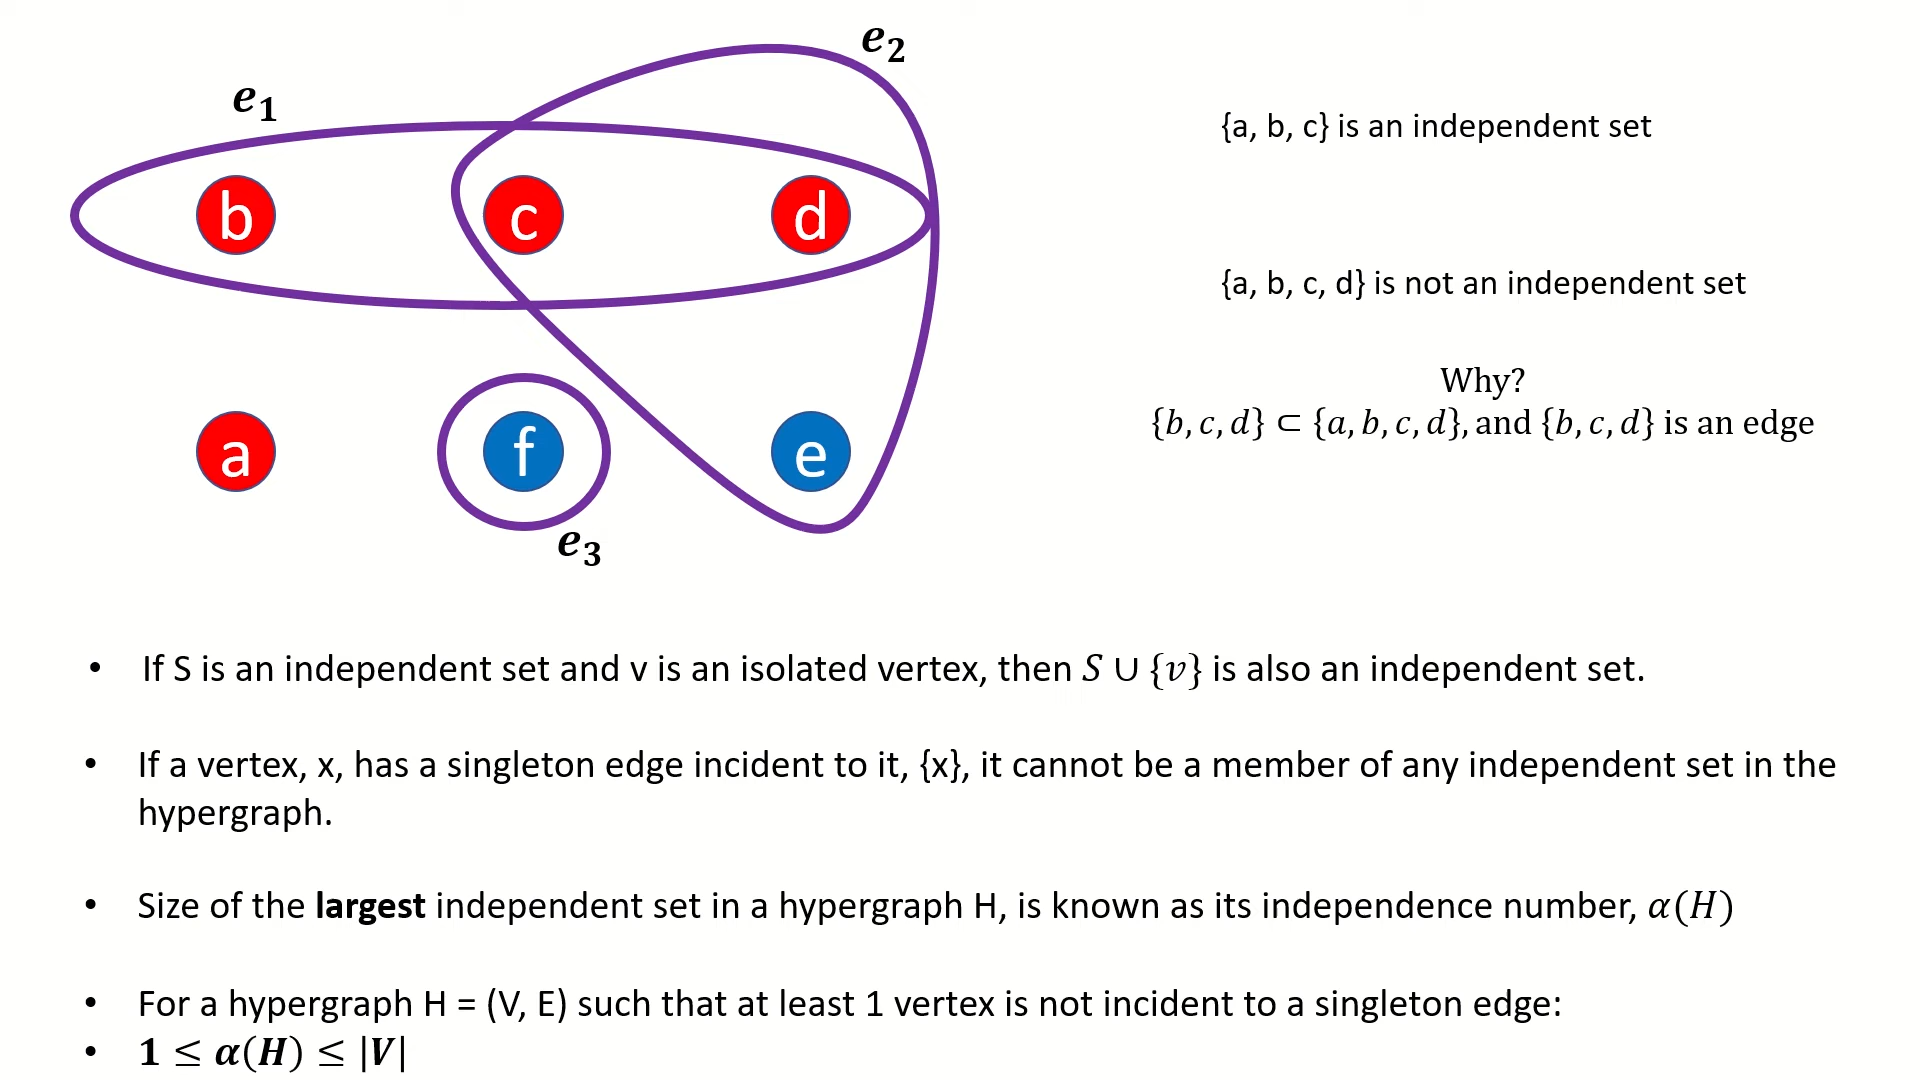 e₂
e₁
{a, b, c} is an independent set
b c d
{a, b, c, d} is not an independent set
Why?
{b, c, d} ⊂ {a, b, c, d}, and {b, c, d} is an edge
a f e
e₃
• If S is an independent set and v is an isolated vertex, then S ∪ {v} is also an independent set.
• If a vertex, x, has a singleton edge incident to it, {x}, it cannot be a member of any independent set in the
hypergraph.
• Size of the largest independent set in a hypergraph H, is known as its independence number, α(H)
• For a hypergraph H = (V, E) such that at least 1 vertex is not incident to a singleton edge:
• 1 ≤ α(H) ≤ |V|